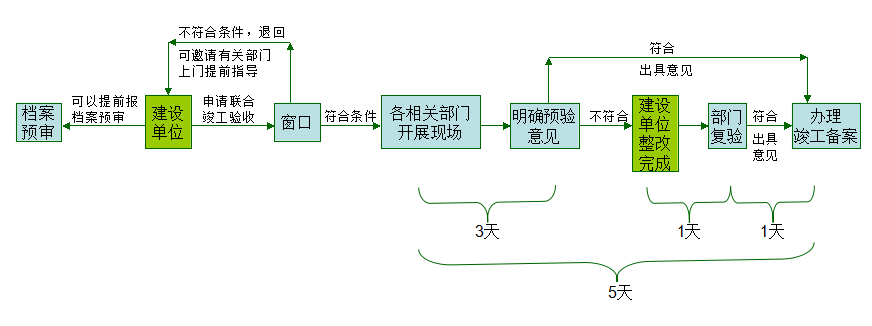 不符合条件，退回
可邀请有关部门
上门提前指导
符合
出具意见
档案
预审
可以提前报
档案预审
建设
单位
申请联合
竣工验收
窗口
符合条件
各相关部门
开展现场
明确预验
意见
不符合
建设
单位
整改
完成
部门
复验
符合
出具
意见
办理
竣工备案
3天
1天
1天
5天